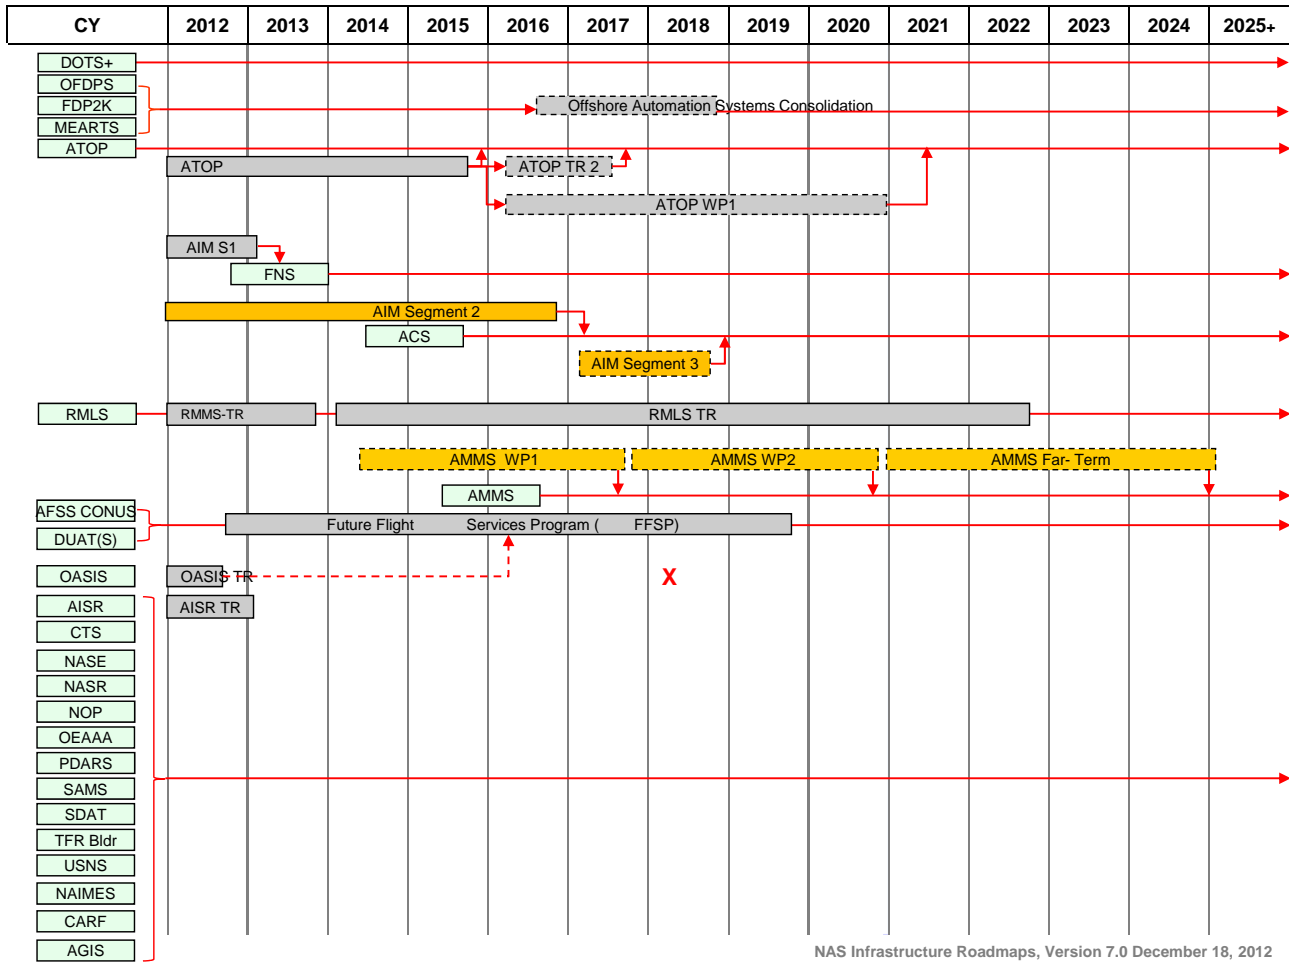 CY 2012 2013 2014 2015 2016 2017 2018 2019 2020 2021 2022 2023 2024 2025+
DOTS+
OFDPS
FDP2K Offshore Automation Systems Consolidation
MEARTS
ATOP
ATOP ATOP TR 2
ATOP WP1
AIM S1
FNS
AIM Segment 2
ACS
AIM Segment 3
RMLS RMMS-TR RMLS TR
AMMS WP1 AMMS WP2 AMMS Far- Term
AMMS
AFSS CONUS
Future Flight Services Program ( FFSP)
DUAT(S)
OASIS OASIS TR X
AISR AISR TR
CTS
NASE
NASR
NOP
OEAAA
PDARS
SAMS
SDAT
TFR Bldr
USNS
NAIMES
CARF
AGIS
NAS Infrastructure Roadmaps, Version 7.0 December 18, 2012